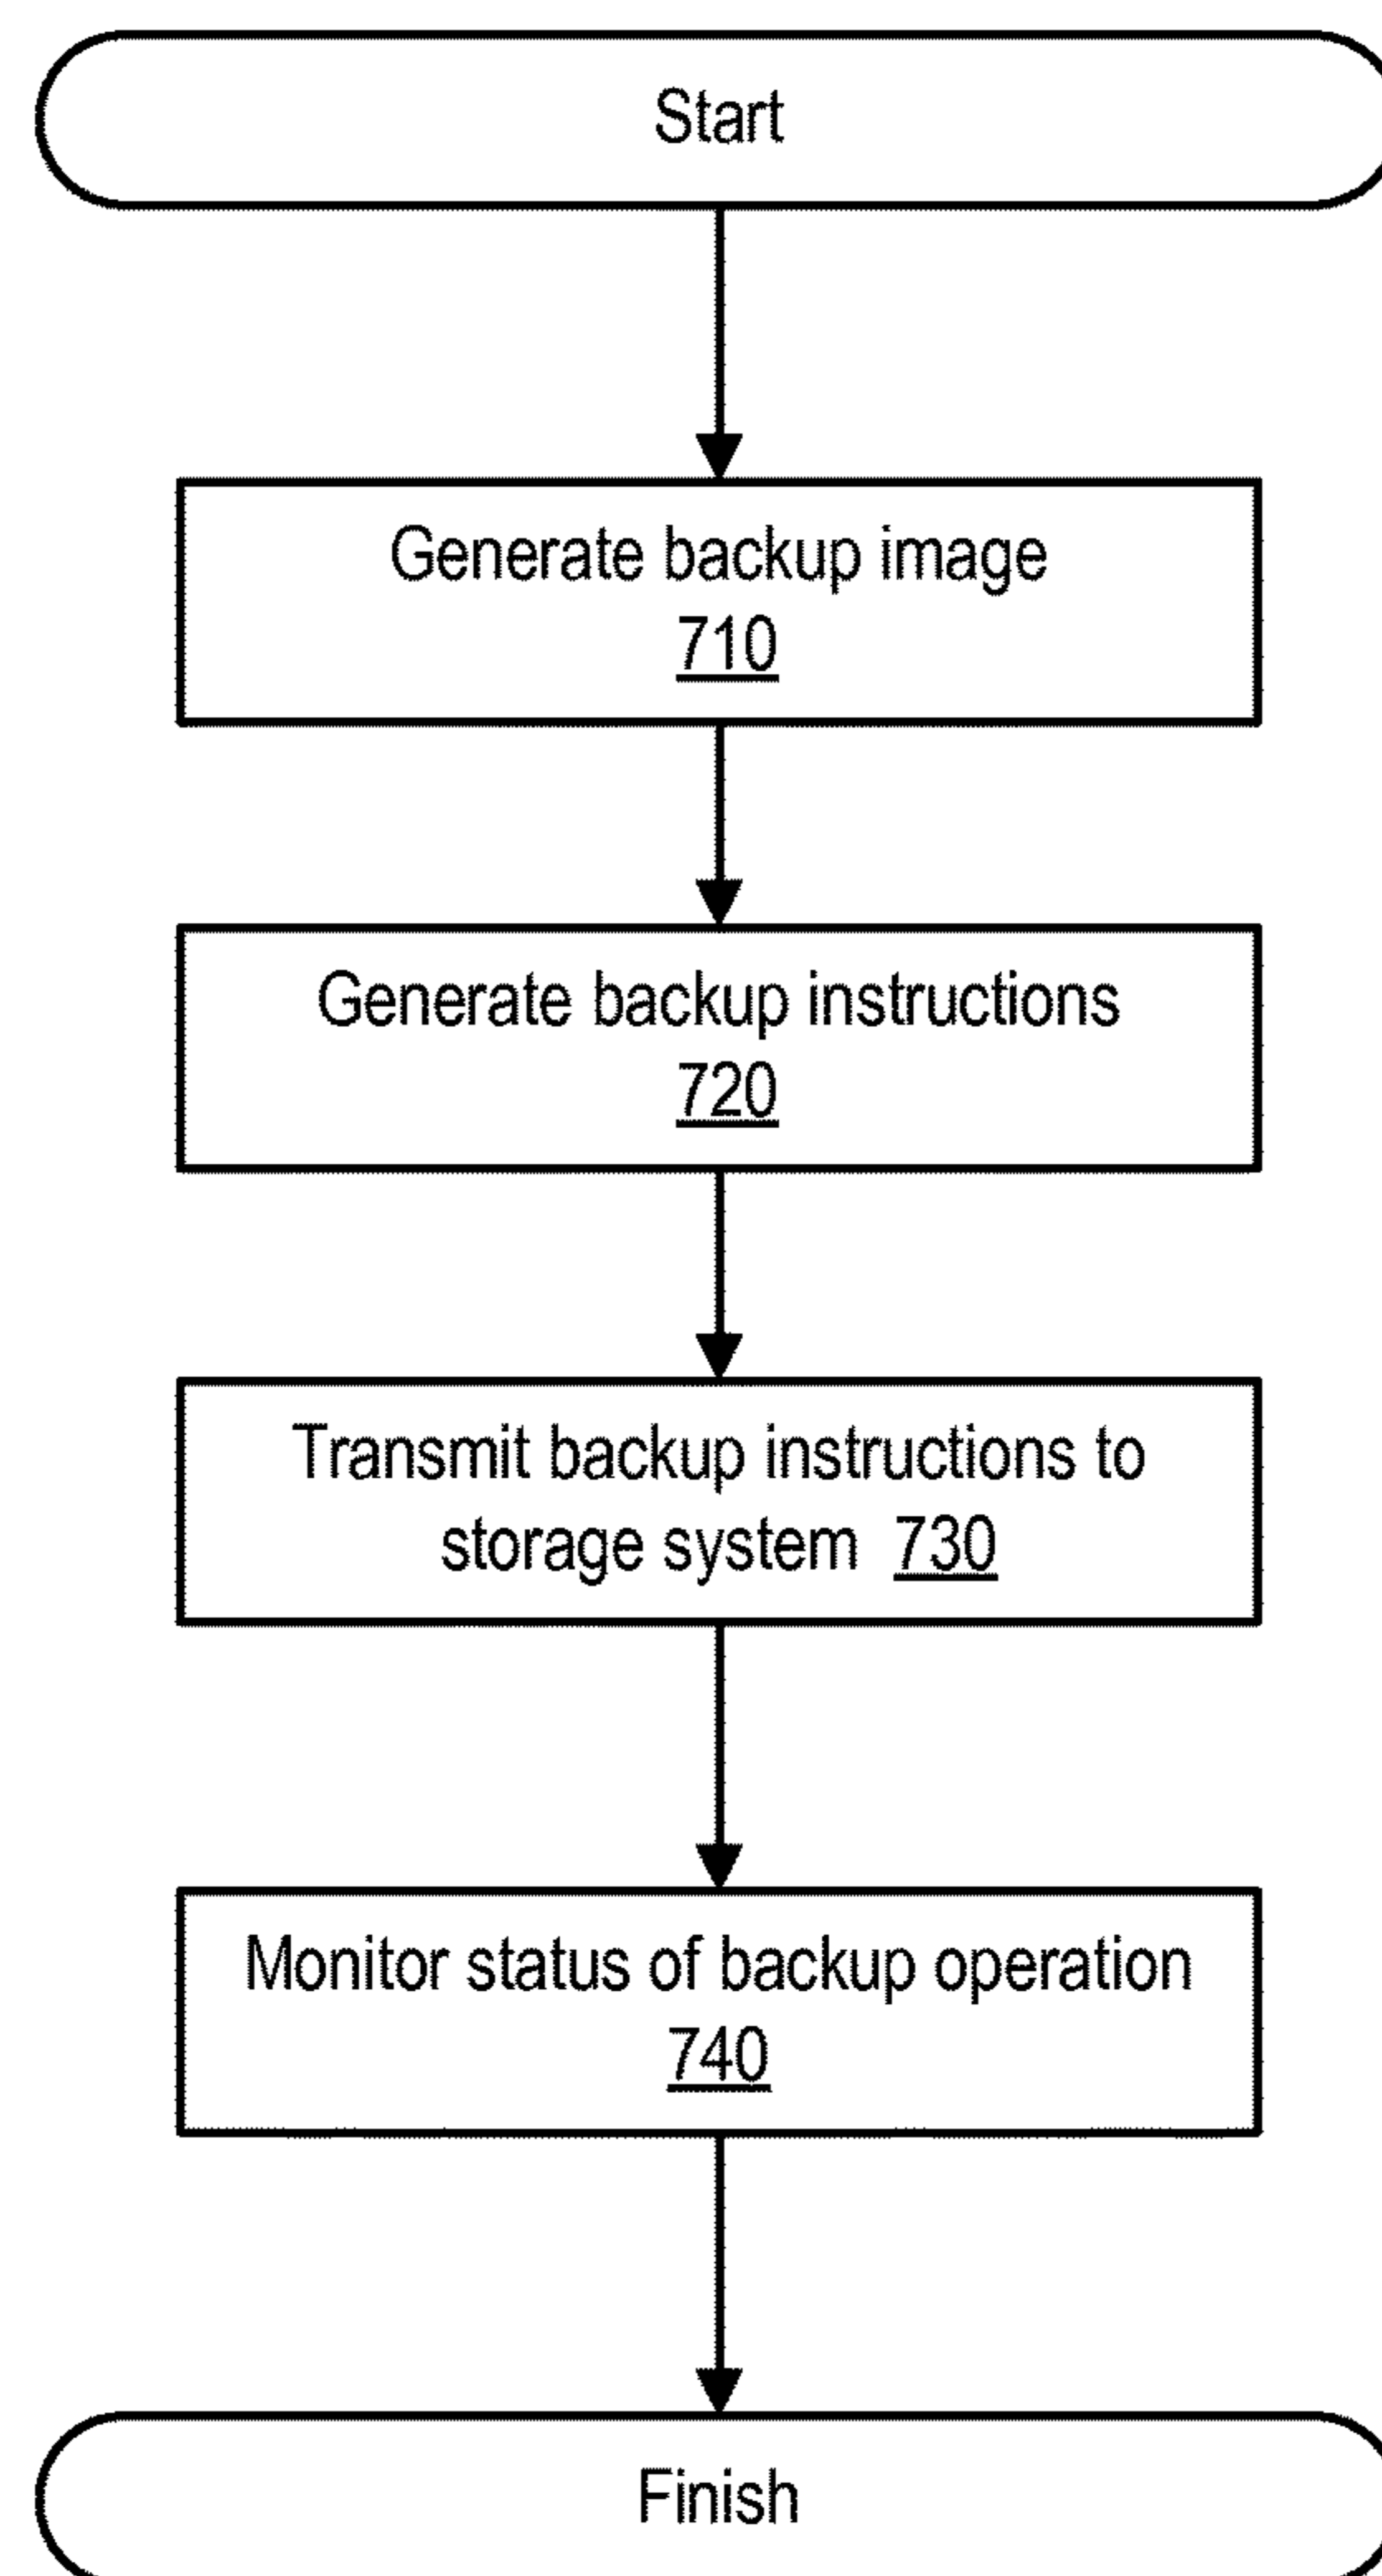 Start
Generate backup image
710
Generate backup instructions
720
Transmit backup instructions to
storage system 730
Monitor status of backup operation
740
Finish